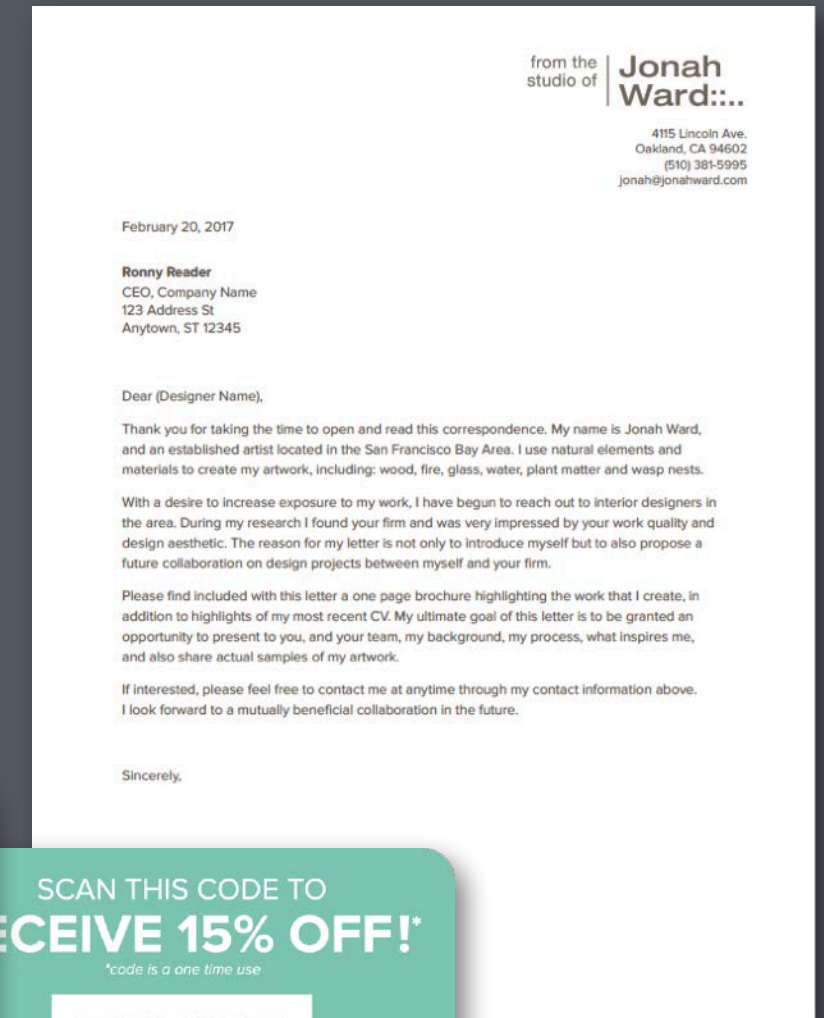 from the
studio of
Jonah
Ward::..
4115 Lincoln Ave.
Oakland, CA 94602
(510) 381-5995
jonah@jonahward.com
February 20, 2017
Ronny Reader
CEO, Company Name
123 Address St
Anytown, ST 12345
Dear (Designer Name),
Thank you for taking the time to open and read this correspondence. My name is Jonah Ward,
and an established artist located in the San Francisco Bay Area. I use natural elements and
materials to create my artwork, including: wood, fire, glass, water, plant matter and wasp nests.
With a desire to increase exposure to my work, I have begun to reach out to interior designers in
the area. During my research I found your firm and was very impressed by your work quality and
design aesthetic. The reason for my letter is not only to introduce myself but to also propose a
future collaboration on design projects between myself and your firm.
Please find included with this letter a one page brochure highlighting the work that I create, in
addition to highlights of my most recent CV. My ultimate goal of this letter is to be granted an
opportunity to present to you, and your team, my background, my process, what inspires me,
and also share actual samples of my artwork.
If interested, please feel free to contact me at anytime through my contact information above.
I look forward to a mutually beneficial collaboration in the future.
Sincerely,
SCAN THIS CODE TO
ECEIVE 15% OFF!*
*code is a one time use